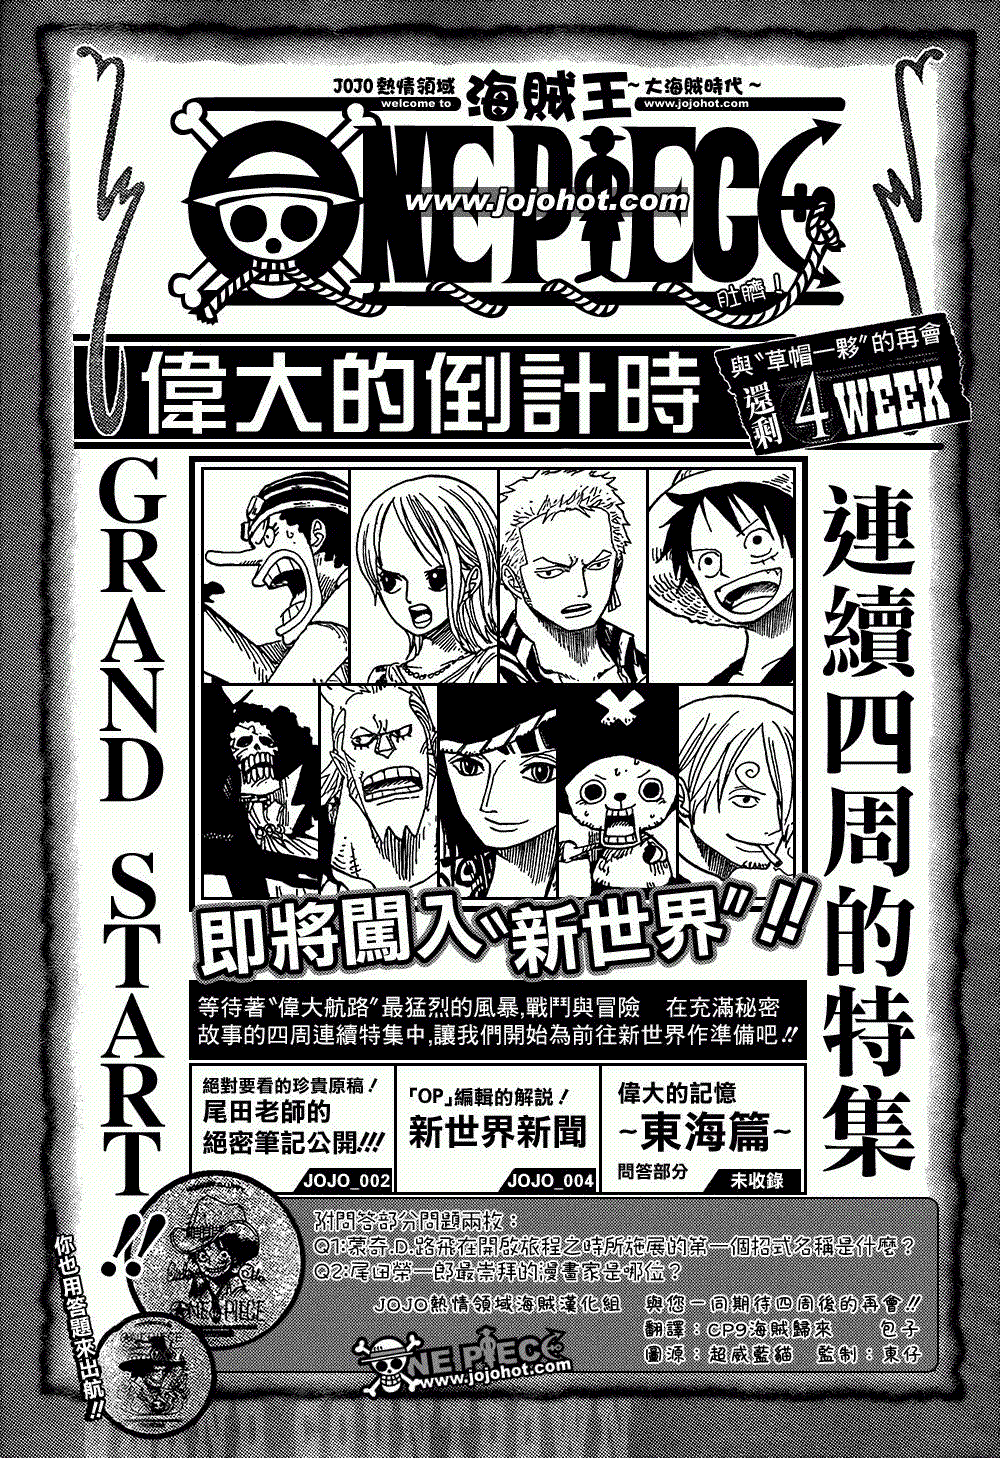 JOJO熱情領域 海賊王 ~大海賊時代~
welcome to www.jojohot.com
ONE PIECE
www.jojohot.com
肚臍！
偉大的倒計時
與“草帽一夥”的再會
還剩 4 WEEK
GRAND START!!
連續四周的特集
即將闖入“新世界”!!
等待著“偉大航路”最猛烈的風暴,戰鬥與冒險 在充滿秘密
故事的四周連續特集中,讓我們開始為前往新世界作準備吧!!
絕對要看的珍貴原稿！
尾田老師的
絕密筆記公開!!!
JOJO_002
「OP」編輯的解說！
新世界新聞
JOJO_004
偉大的記憶
~東海篇~
問答部分
未收錄
你也用答題來出航!!
ONE PIECE
附問答部分問題兩枚：
Q1:蒙奇.D.路飛在開啟旅程之時所施展的第一個招式名稱是什麼？
Q2:尾田榮一郎最崇拜的漫畫家是哪位？
JOJO熱情領域海賊漢化組 與您一同期待四周後的再會!!
翻譯：CP9海賊歸來 包子
圖源：超威藍貓 監制：東仔
ONE PIECE
www.jojohot.com